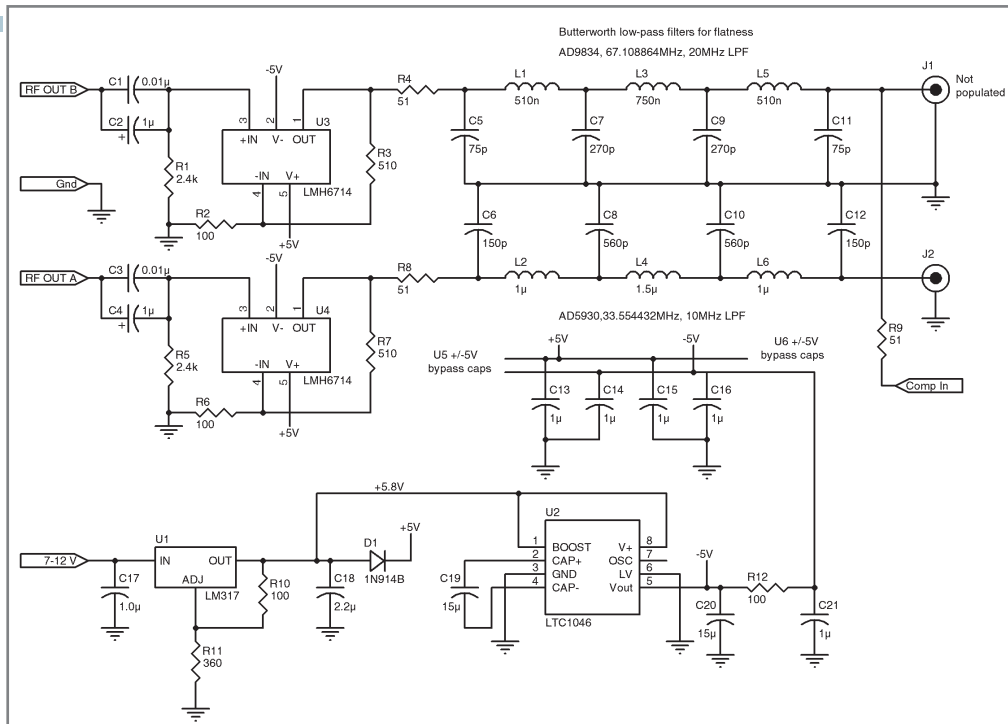 Butterworth low-pass filters for flatness
AD9834, 67.108864MHz, 20MHz LPF
RF OUT B
C1
0.01µ
C2
1µ
+
R1
2.4k
Gnd
R2
100
-5V
3
2
1
U3
+IN
V-
OUT
-IN
V+
4
5
LMH6714
+5V
R3
510
R4
51
L1
510n
L3
750n
L5
510n
J1
Not
populated
C5
75p
C7
270p
C9
270p
C11
75p
C6
150p
C8
560p
C10
560p
C12
150p
RF OUT A
C3
0.01µ
C4
1µ
+
R5
2.4k
R6
100
-5V
3
2
1
U4
+IN
V-
OUT
-IN
V+
4
5
LMH6714
+5V
R7
510
R8
51
L2
1µ
L4
1.5µ
L6
1µ
J2
AD5930,33.554432MHz, 10MHz LPF
R9
51
Comp In
U5 +/-5V
bypass caps
+5V
-5V
U6 +/-5V
bypass caps
C13
1µ
C14
1µ
C15
1µ
C16
1µ
+5.8V
7-12 V
C17
1.0µ
U1
IN
OUT
ADJ
LM317
R10
100
R11
360
C18
2.2µ
D1
1N914B
+5V
C19
15µ
U2
1
BOOST
2
CAP+
3
GND
4
CAP-
V+
8
OSC
7
LV
6
Vout
5
LTC1046
-5V
C20
15µ
R12
100
C21
1µ